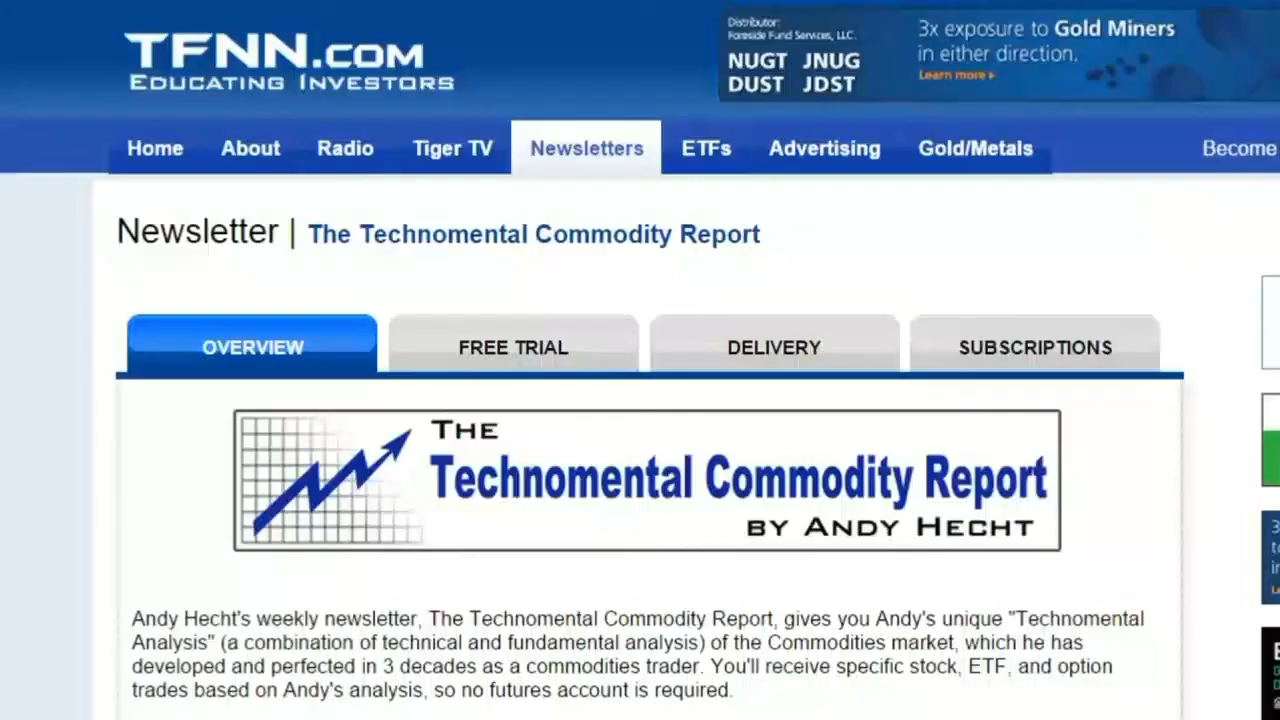 TFNN.COM
EDUCATING INVESTORS
Distributor:
Foreside Fund Services, LLC.
NUGT JNUG
DUST JDST
3x exposure to Gold Miners
in either direction.
Learn more
Home About Radio Tiger TV Newsletters ETFs Advertising Gold/Metals Become
Newsletter | The Technomental Commodity Report
OVERVIEW FREE TRIAL DELIVERY SUBSCRIPTIONS
THE
Technomental Commodity Report
BY ANDY HECHT
Andy Hecht's weekly newsletter, The Technomental Commodity Report, gives you Andy's unique "Technomental
Analysis" (a combination of technical and fundamental analysis) of the Commodities market, which he has
developed and perfected in 3 decades as a commodities trader. You'll receive specific stock, ETF, and option
trades based on Andy's analysis, so no futures account is required.